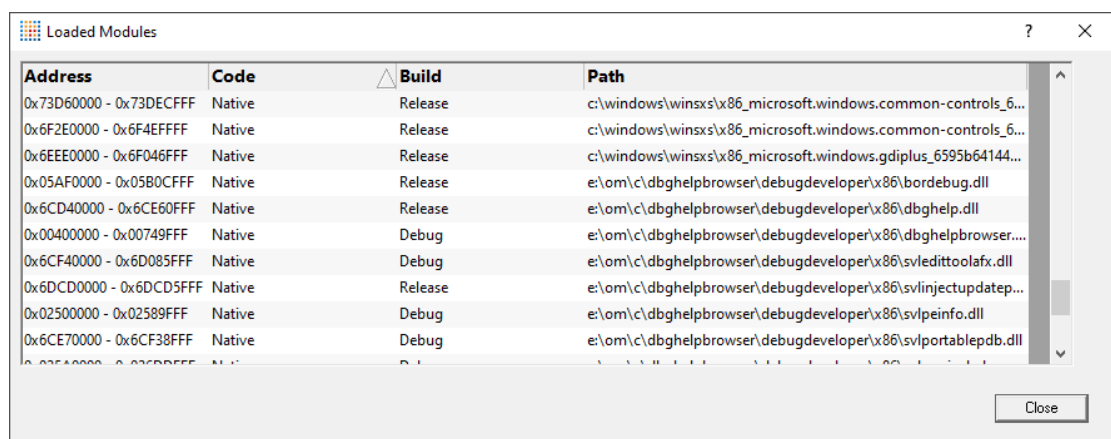 Loaded Modules ?
Address Code Build Path
0x73D60000 - 0x73DECFFF Native Release c:\windows\winsxs\x86_microsoft.windows.common-controls_6...
0x6F2E0000 - 0x6F4EFFFF Native Release c:\windows\winsxs\x86_microsoft.windows.common-controls_6...
0x6EEE0000 - 0x6F046FFF Native Release c:\windows\winsxs\x86_microsoft.windows.gdiplus_6595b64144...
0x05AF0000 - 0x05B0CFFF Native Release e:\om\c\dbghelpbrowser\debugdeveloper\x86\bordebug.dll
0x6CD40000 - 0x6CE60FFF Native Release e:\om\c\dbghelpbrowser\debugdeveloper\x86\dbghelp.dll
0x00400000 - 0x00749FFF Native Debug e:\om\c\dbghelpbrowser\debugdeveloper\x86\dbghelpbrowser....
0x6CF40000 - 0x6D085FFF Native Debug e:\om\c\dbghelpbrowser\debugdeveloper\x86\svledittoolafx.dll
0x6DCD0000 - 0x6DCD5FFF Native Release e:\om\c\dbghelpbrowser\debugdeveloper\x86\svlinjectupdatep...
0x02500000 - 0x02589FFF Native Debug e:\om\c\dbghelpbrowser\debugdeveloper\x86\svlpeinfo.dll
0x6CE70000 - 0x6CF38FFF Native Debug e:\om\c\dbghelpbrowser\debugdeveloper\x86\svlportablepdb.dll
Close